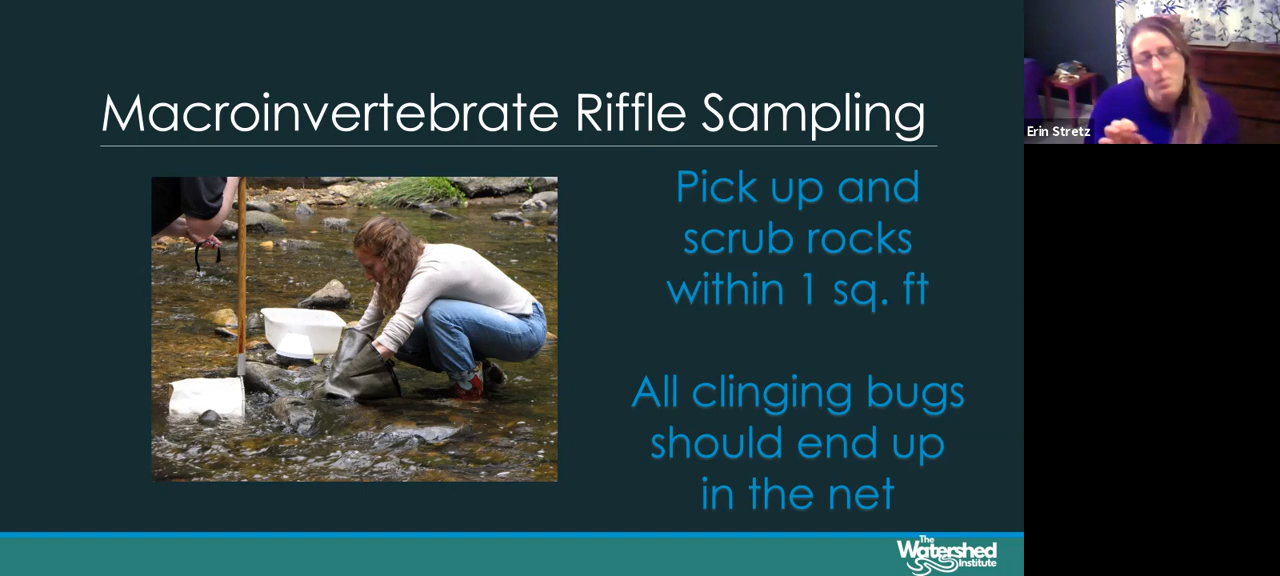 Macroinvertebrate Riffle Sampling
Erin Stretz
Pick up and
scrub rocks
within 1 sq. ft
All clinging bugs
should end up
in the net
The
Watershed
Institute